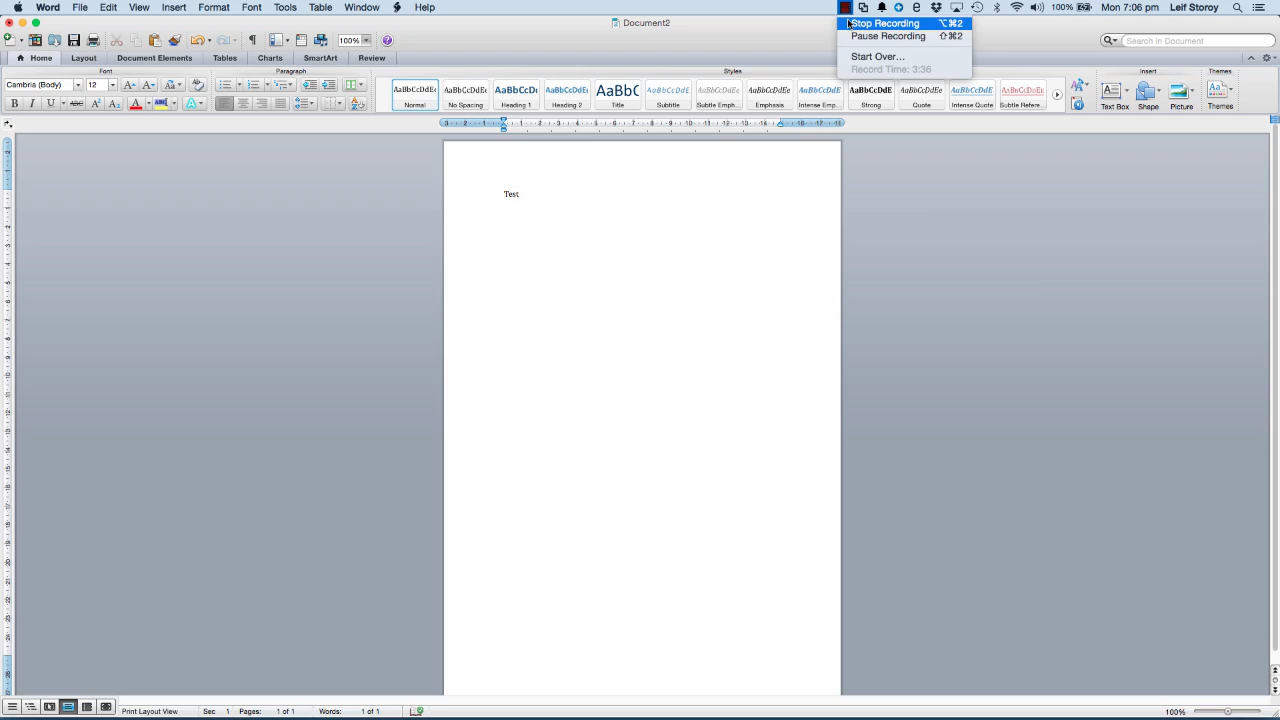 Word File Edit View Insert Format Font Tools Table Window Help 100% Mon 7:06 pm Leif Storay
Document2
Stop Recording ⌥⌘2
Pause Recording ⇧⌘2
Start Over...
Record Time: 3:36
100% Search in Document
Home Layout Document Elements Tables Charts SmartArt Review
Font Paragraph Styles Insert Themes
Cambria (Body) 12
AaBbCcDdEe AaBbCcDdEe AaBbCcDc AaBbCcDdEe AaBbC AaBbCcDdEe AaBbCcDdEe AaBbCcDdEe AaBbCcDdEe AaBbCcDdE AaBbCcDdEe AaBbCcDdEe AaBbCcDdEe
Normal No Spacing Heading 1 Heading 2 Title Subtitle Subtle Emph... Emphasis Intense Emp... Strong Quote Intense Quote Subtle Refere... Text Box Shape Picture Themes
Test
Print Layout View Sec 1 Pages: 1 of 1 Words: 1 of 1 100%